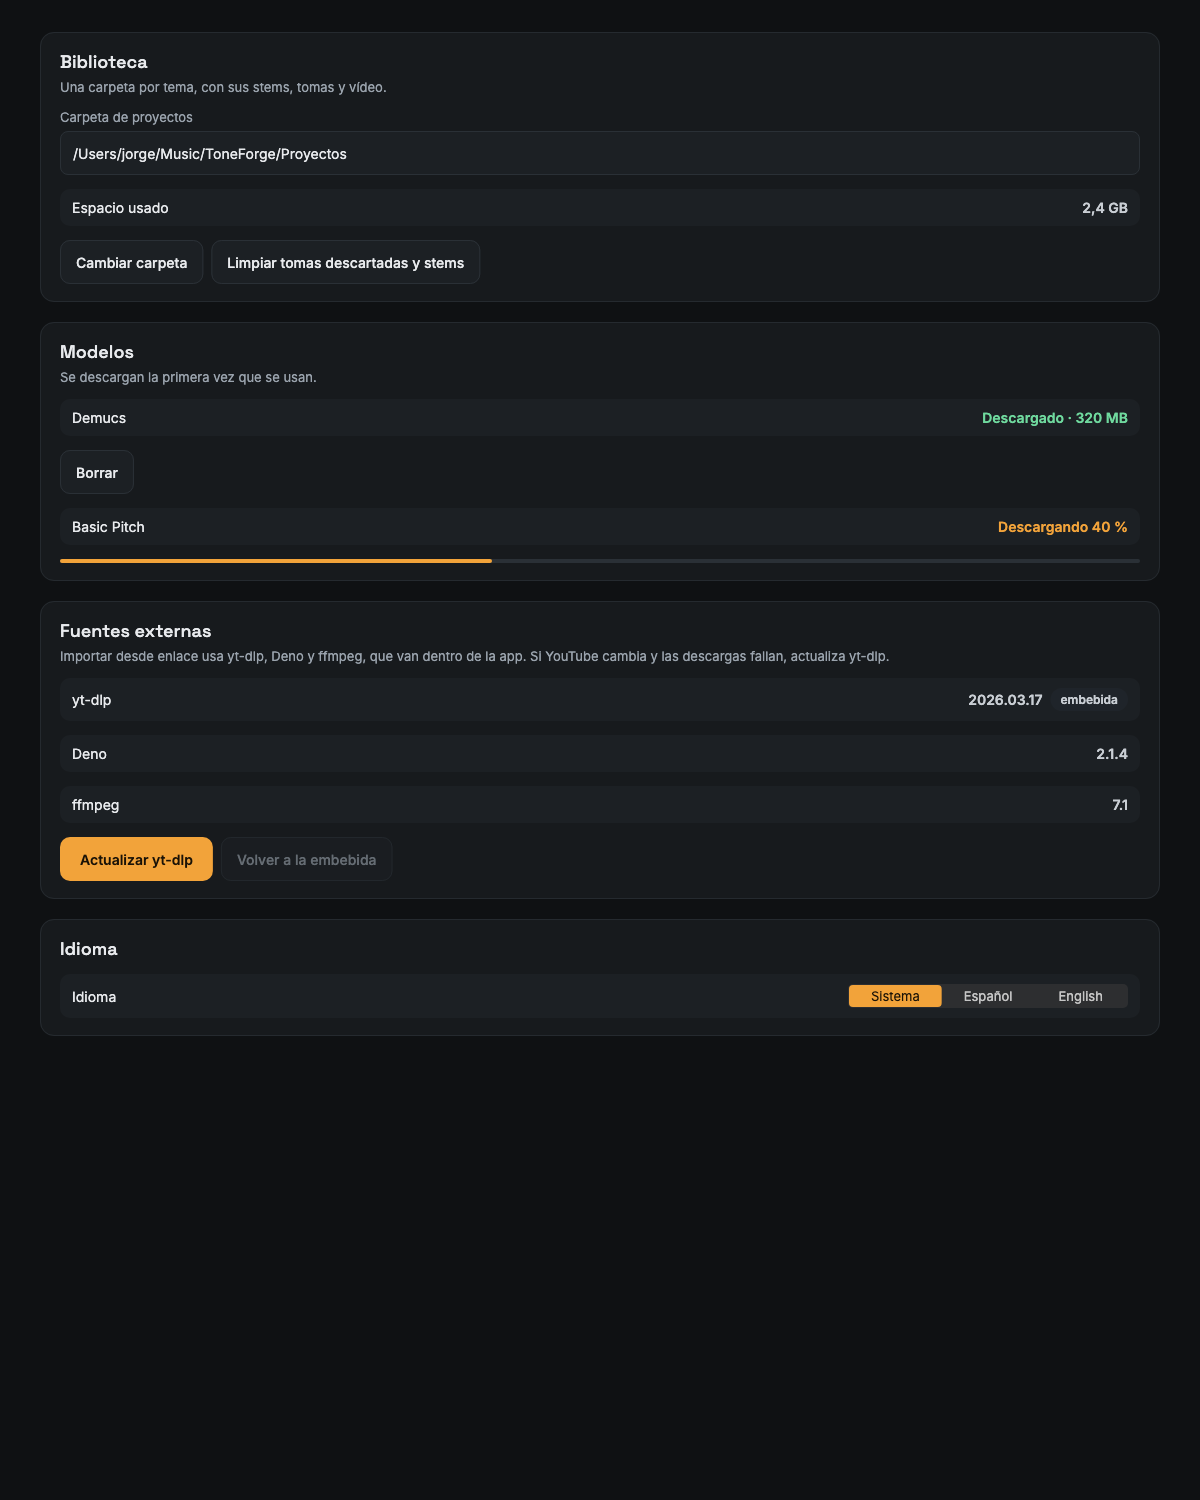 Biblioteca
Una carpeta por tema, con sus stems, tomas y vídeo.
Carpeta de proyectos
/Users/jorge/Music/ToneForge/Proyectos
Espacio usado 2,4 GB
Cambiar carpeta Limpiar tomas descartadas y stems
Modelos
Se descargan la primera vez que se usan.
Demucs Descargado · 320 MB
Borrar
Basic Pitch Descargando 40 %
Fuentes externas
Importar desde enlace usa yt-dlp, Deno y ffmpeg, que van dentro de la app. Si YouTube cambia y las descargas fallan, actualiza yt-dlp.
yt-dlp 2026.03.17 embebida
Deno 2.1.4
ffmpeg 7.1
Actualizar yt-dlp Volver a la embebida
Idioma
Idioma Sistema Español English